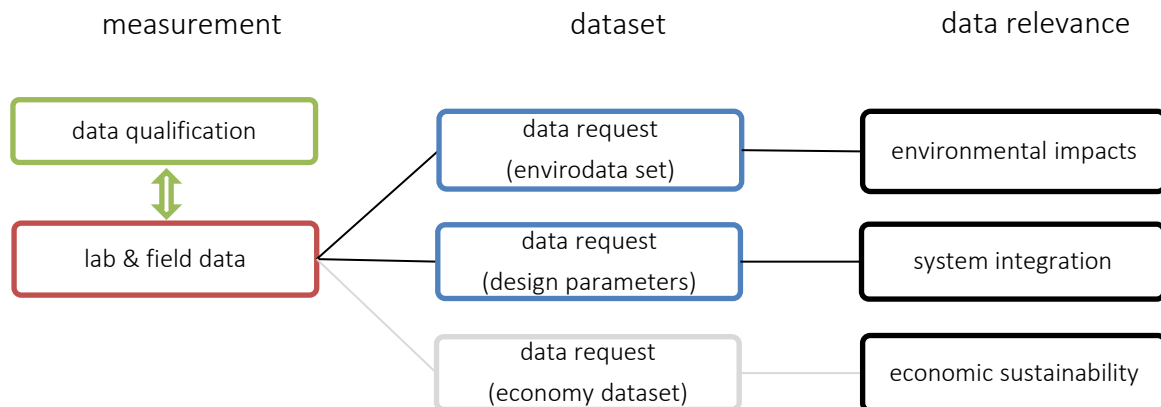 measurement
dataset
data relevance
data qualification
lab & field data
data request
(envirodata set)
data request
(design parameters)
data request
(economy dataset)
environmental impacts
system integration
economic sustainability